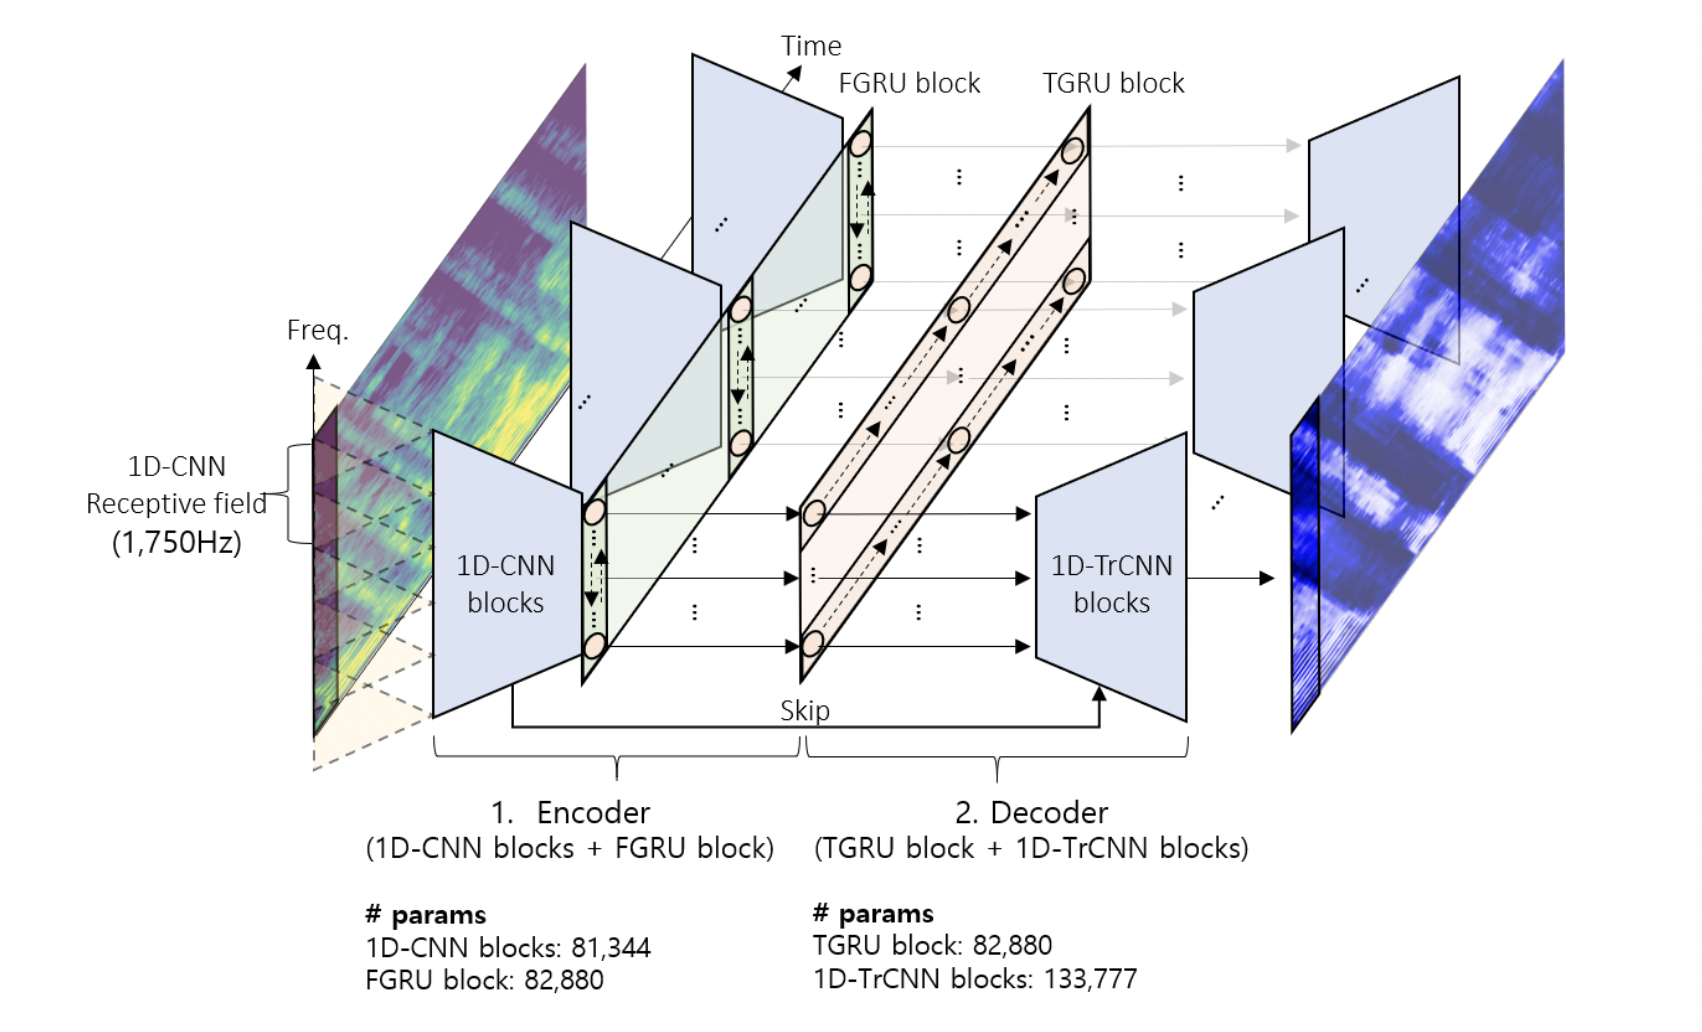 Time
FGRU block
TGRU block
Freq.
1D-CNN
Receptive field
(1,750Hz)
1D-CNN
blocks
1D-TrCNN
blocks
Skip
1. Encoder
(1D-CNN blocks + FGRU block)
2. Decoder
(TGRU block + 1D-TrCNN blocks)
# params
1D-CNN blocks: 81,344
FGRU block: 82,880
# params
TGRU block: 82,880
1D-TrCNN blocks: 133,777